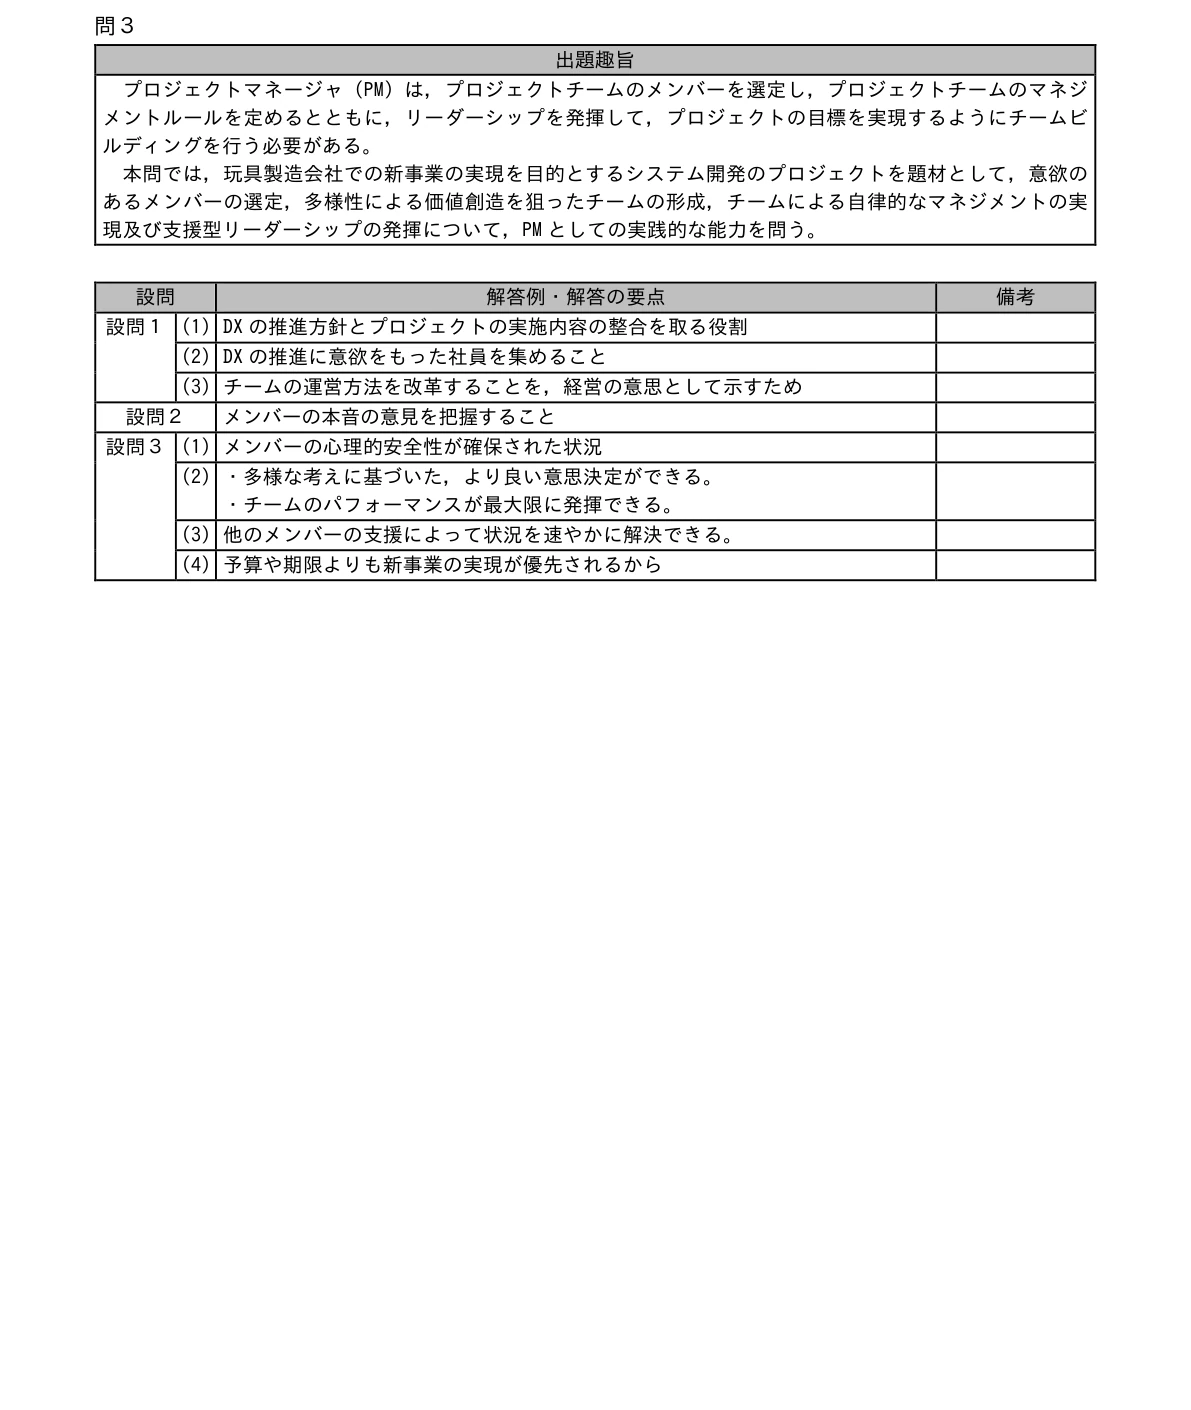 問３
出題趣旨
　プロジェクトマネージャ（PM）は，プロジェクトチームのメンバーを選定し，プロジェクトチームのマネジ
メントルールを定めるとともに，リーダーシップを発揮して，プロジェクトの目標を実現するようにチームビ
ルディングを行う必要がある。
　本問では，玩具製造会社での新事業の実現を目的とするシステム開発のプロジェクトを題材として，意欲の
あるメンバーの選定，多様性による価値創造を狙ったチームの形成，チームによる自律的なマネジメントの実
現及び支援型リーダーシップの発揮について，PM としての実践的な能力を問う。
設問 解答例・解答の要点 備考
設問１ (1) DX の推進方針とプロジェクトの実施内容の整合を取る役割
(2) DX の推進に意欲をもった社員を集めること
(3) チームの運営方法を改革することを，経営の意思として示すため
設問２ メンバーの本音の意見を把握すること
設問３ (1) メンバーの心理的安全性が確保された状況
(2) ・多様な考えに基づいた，より良い意思決定ができる。
・チームのパフォーマンスが最大限に発揮できる。
(3) 他のメンバーの支援によって状況を速やかに解決できる。
(4) 予算や期限よりも新事業の実現が優先されるから